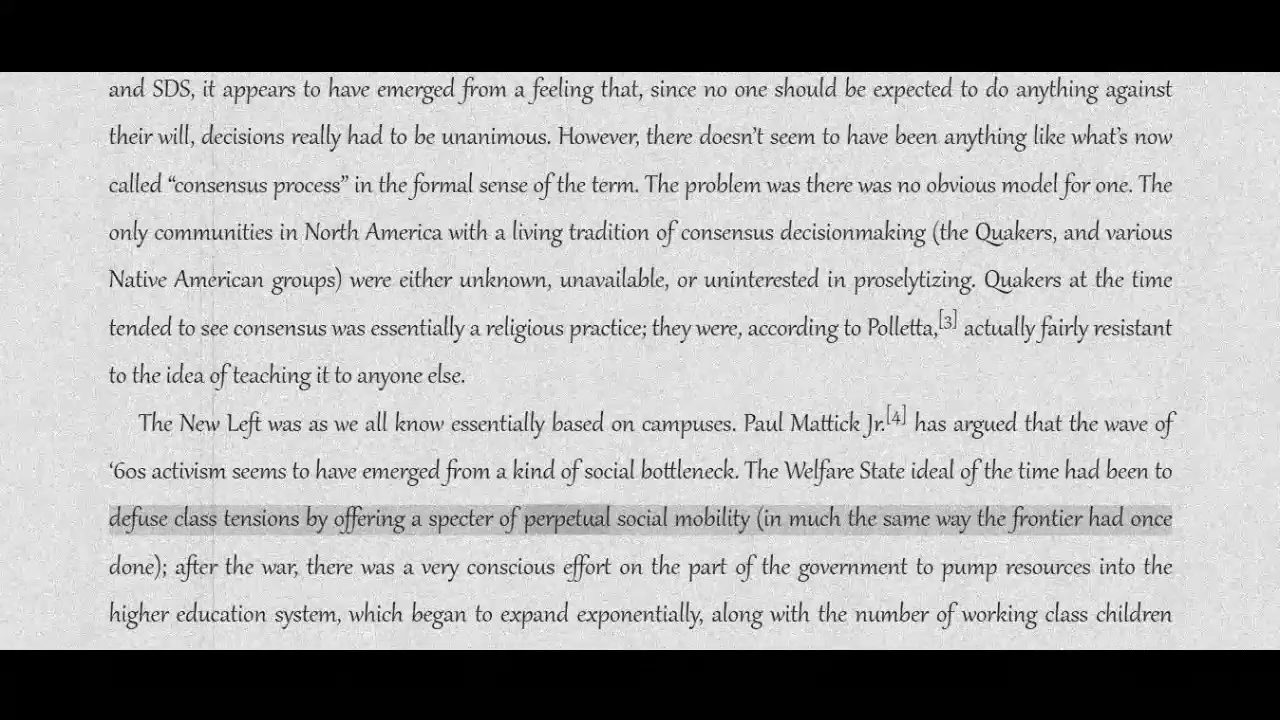 and SDS, it appears to have emerged from a feeling that, since no one should be expected to do anything against
their will, decisions really had to be unanimous. However, there doesn't seem to have been anything like what's now
called “consensus process” in the formal sense of the term. The problem was there was no obvious model for one. The
only communities in North America with a living tradition of consensus decisionmaking (the Quakers, and various
Native American groups) were either unknown, unavailable, or uninterested in proselytizing. Quakers at the time
tended to see consensus was essentially a religious practice; they were, according to Polletta,[3] actually fairly resistant
to the idea of teaching it to anyone else.
The New Left was as we all know essentially based on campuses. Paul Mattick Jr.[4] has argued that the wave of
‘60s activism seems to have emerged from a kind of social bottleneck. The Welfare State ideal of the time had been to
defuse class tensions by offering a specter of perpetual social mobility (in much the same way the frontier had once
done); after the war, there was a very conscious effort on the part of the government to pump resources into the
higher education system, which began to expand exponentially, along with the number of working class children